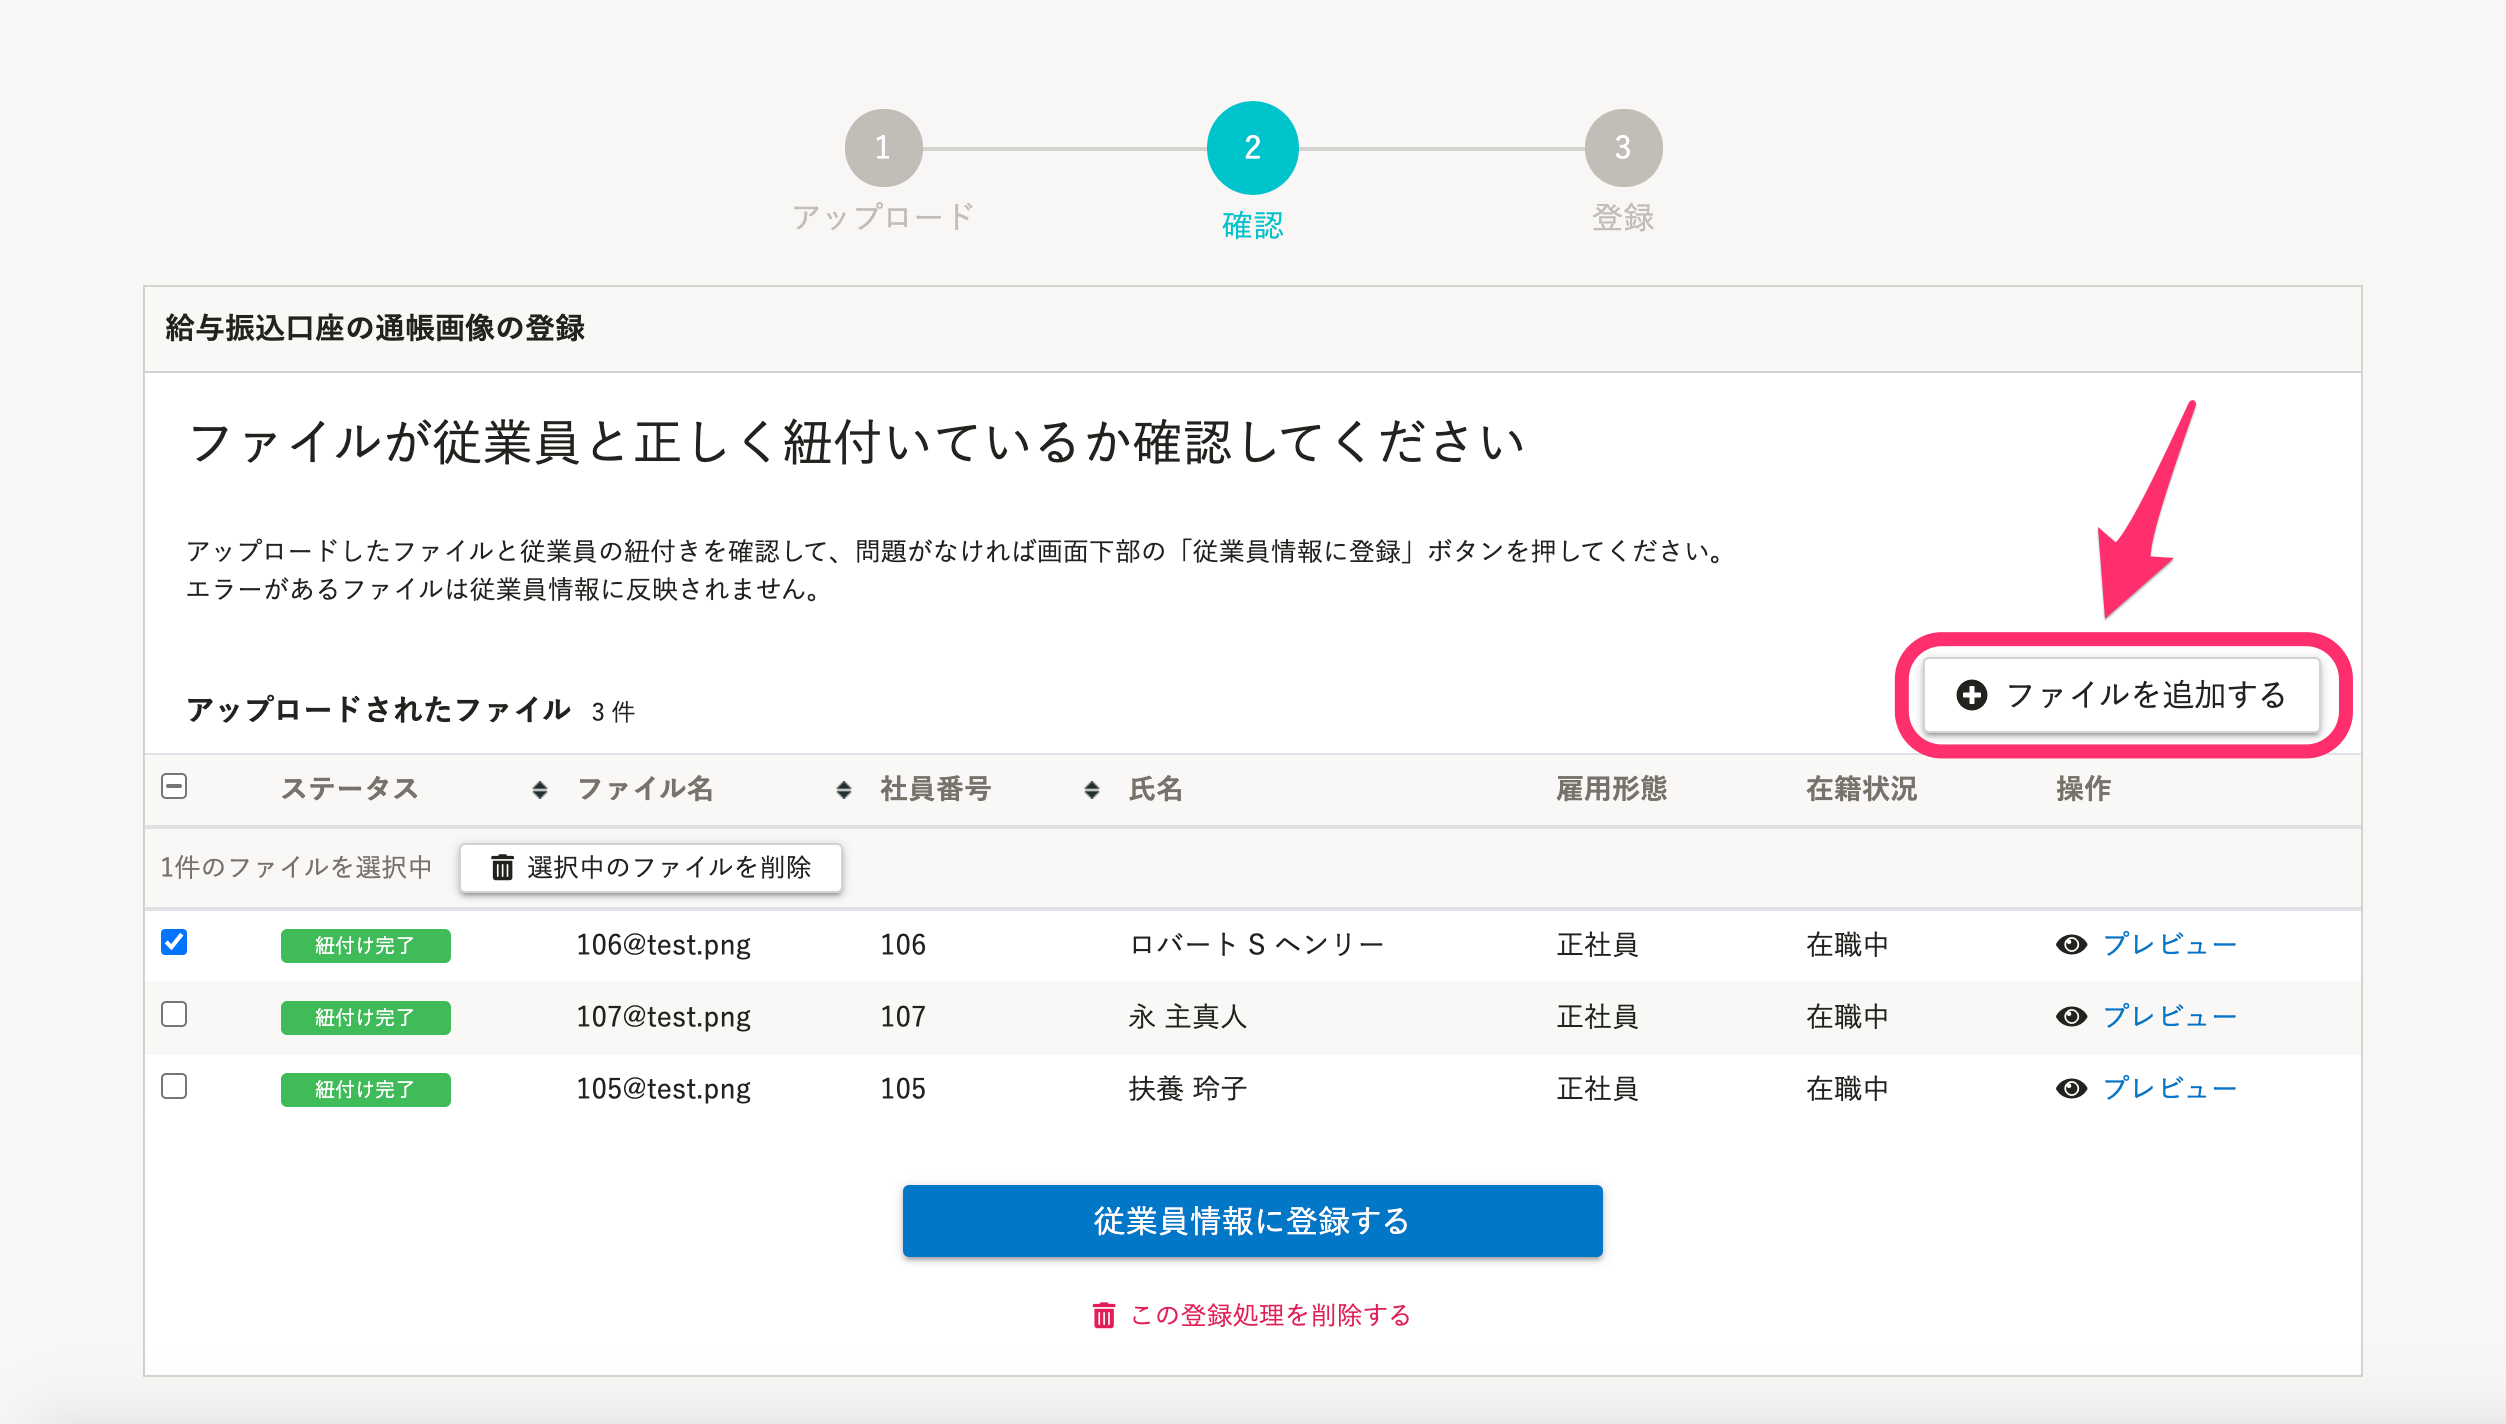 1
2
3
アップロード
確認
登録
給与振込口座の通帳画像の登録
ファイルが従業員と正しく紐付いているか確認してください
アップロードしたファイルと従業員の紐付きを確認して、問題がなければ画面下部の「従業員情報に登録」ボタンを押してください。
エラーがあるファイルは従業員情報に反映されません。
アップロードされたファイル 3 件
ファイルを追加する
ステータス ファイル名 社員番号 氏名 雇用形態 在籍状況 操作
1件のファイルを選択中 選択中のファイルを削除
紐付け完了 106@test.png 106 ロバート S ヘンリー 正社員 在職中 プレビュー
紐付け完了 107@test.png 107 永 主真人 正社員 在職中 プレビュー
紐付け完了 105@test.png 105 扶養 玲子 正社員 在職中 プレビュー
従業員情報に登録する
この登録処理を削除する